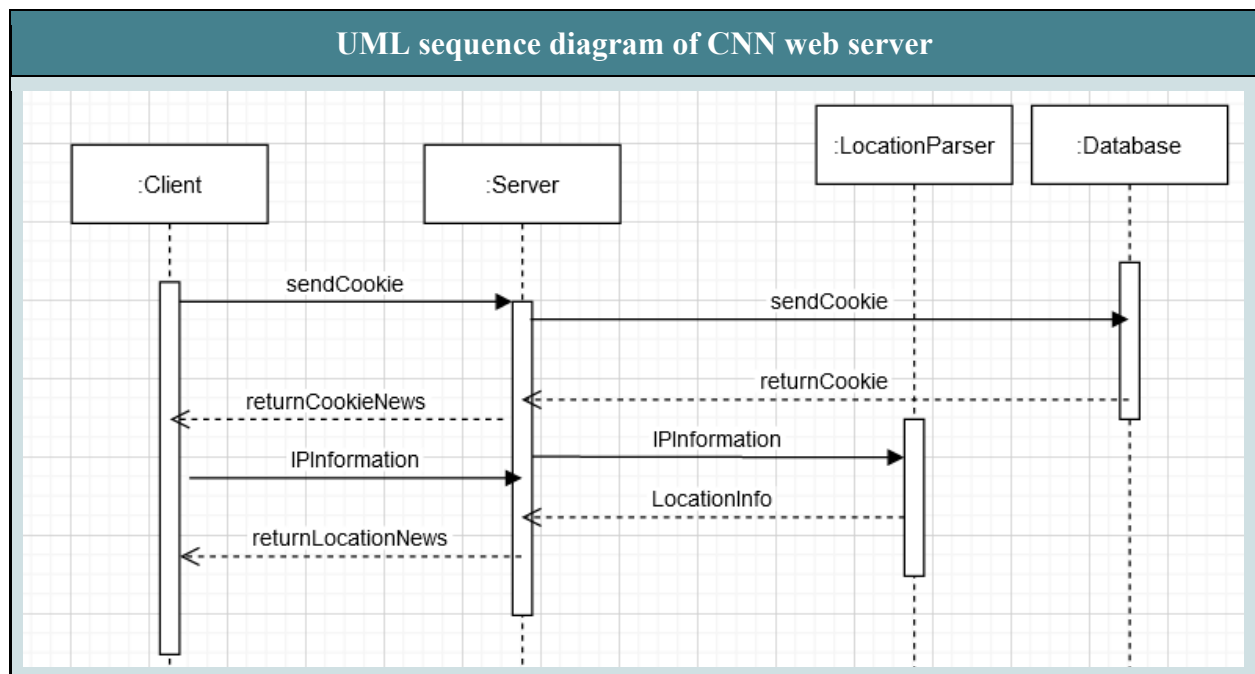 UML sequence diagram of CNN web server
:LocationParser
:Database
:Client
:Server
sendCookie
sendCookie
returnCookie
returnCookieNews
IPInformation
IPInformation
LocationInfo
returnLocationNews